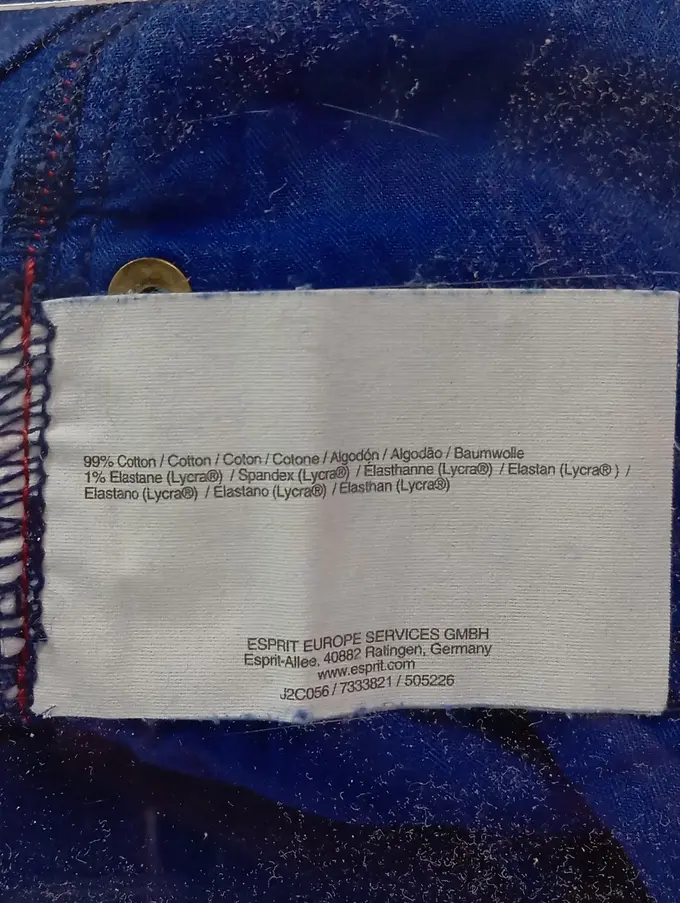 99% Cotton / Cotton / Coton / Cotone / Algodón / Algodão / Baumwolle
1% Elastane (Lycra®) / Spandex (Lycra®) / Elasthanne (Lycra®) / Elastan (Lycra® ) /
Elastano (Lycra®) / Elastano (Lycra®) / Elasthan (Lycra®)
ESPRIT EUROPE SERVICES GMBH
Esprit-Allee, 40882 Ratingen, Germany
www.esprit.com
J2C056 / 7333821 / 505226